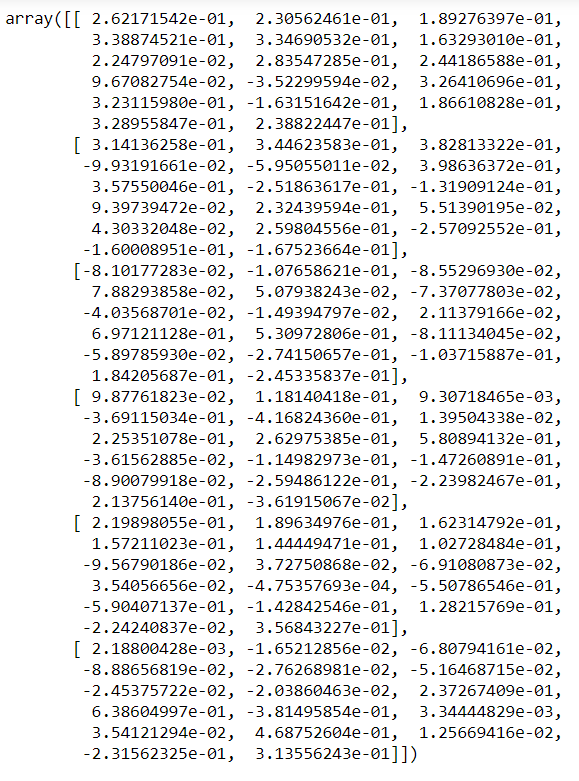 array([[ 2.62171542e-01, 2.30562461e-01, 1.89276397e-01,
3.38874521e-01, 3.34690532e-01, 1.63293010e-01,
2.24797091e-02, 2.83547285e-01, 2.44186588e-01,
9.67082754e-02, -3.52299594e-02, 3.26410696e-01,
3.23115980e-01, -1.63151642e-01, 1.86610828e-01,
3.28955847e-01, 2.38822447e-01],
[ 3.14136258e-01, 3.44623583e-01, 3.82813322e-01,
-9.93191661e-02, -5.95055011e-02, 3.98636372e-01,
3.57550046e-01, -2.51863617e-01, -1.31909124e-01,
9.39739472e-02, 2.32439594e-01, 5.51390195e-02,
4.30332048e-02, 2.59804556e-01, -2.57092552e-01,
-1.60008951e-01, -1.67523664e-01],
[-8.10177283e-02, -1.07658621e-01, -8.55296930e-02,
7.88293858e-02, 5.07938243e-02, -7.37077803e-02,
-4.03568701e-02, -1.49394797e-02, 2.11379166e-02,
6.97121128e-01, 5.30972806e-01, -8.11134045e-02,
-5.89785930e-02, -2.74150657e-01, -1.03715887e-01,
1.84205687e-01, -2.45335837e-01],
[ 9.87761823e-02, 1.18140418e-01, 9.30718465e-03,
-3.69115034e-01, -4.16824360e-01, 1.39504338e-02,
2.25351078e-01, 2.62975385e-01, 5.80894132e-01,
-3.61562885e-02, -1.14982973e-01, -1.47260891e-01,
-8.90079918e-02, -2.59486122e-01, -2.23982467e-01,
2.13756140e-01, -3.61915067e-02],
[ 2.19898055e-01, 1.89634976e-01, 1.62314792e-01,
1.57211023e-01, 1.44449471e-01, 1.02728484e-01,
-9.56790186e-02, 3.72750868e-02, -6.91080873e-02,
3.54056656e-02, -4.75357693e-04, -5.50786546e-01,
-5.90407137e-01, -1.42842546e-01, 1.28215769e-01,
-2.24240837e-02, 3.56843227e-01],
[ 2.18800428e-03, -1.65212856e-02, -6.80794161e-02,
-8.88656819e-02, -2.76268981e-02, -5.16468715e-02,
-2.45375722e-02, -2.03860463e-02, 2.37267409e-01,
6.38604997e-01, -3.81495854e-01, 3.34444829e-03,
3.54121294e-02, 4.68752604e-01, 1.25669416e-02,
-2.31562325e-01, 3.13556243e-01]])